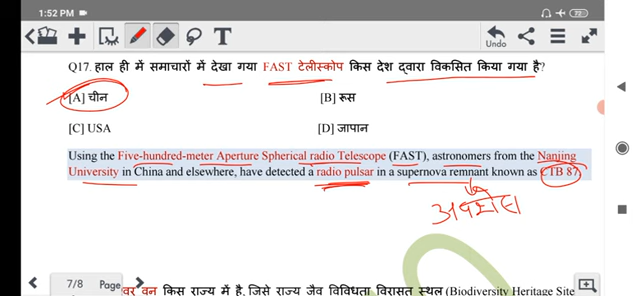 1:52 PM
72
T
Undo
Q17. हाल ही में समाचारों में देखा गया FAST टेलीस्कोप किस देश द्वारा विकसित किया गया है?
[A] चीन [B] रूस
[C] USA [D] जापान
Using the Five-hundred-meter Aperture Spherical radio Telescope (FAST), astronomers from the Nanjing
University in China and elsewhere, have detected a radio pulsar in a supernova remnant known as CTB 87.
अवशेष
7/8 Page
वर वन किस राज्य में है, जिसे राज्य जैव विविधता विरासत स्थल (Biodiversity Heritage Site